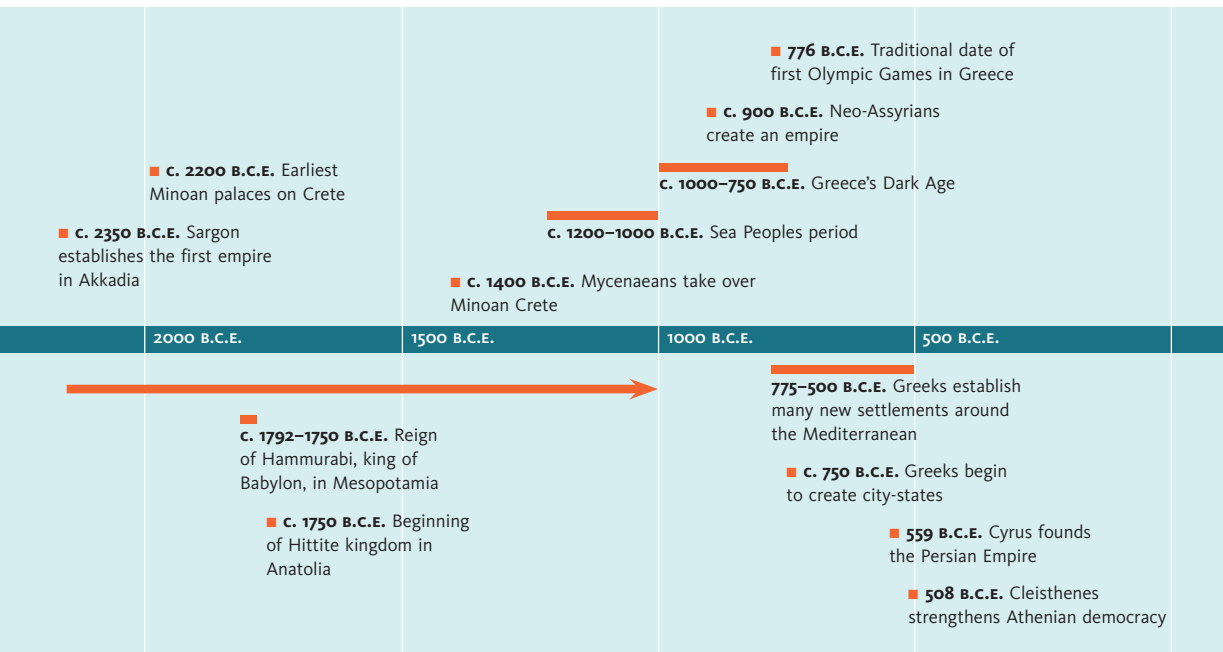 ■ 776 B.C.E. Traditional date of
first Olympic Games in Greece
■ c. 900 B.C.E. Neo-Assyrians
create an empire
■ c. 2200 B.C.E. Earliest
Minoan palaces on Crete
c. 1000–750 B.C.E. Greece’s Dark Age
■ c. 2350 B.C.E. Sargon
establishes the first empire
in Akkadia
c. 1200–1000 B.C.E. Sea Peoples period
■ c. 1400 B.C.E. Mycenaeans take over
Minoan Crete
2000 B.C.E.
1500 B.C.E.
1000 B.C.E.
500 B.C.E.
775–500 B.C.E. Greeks establish
many new settlements around
the Mediterranean
c. 1792–1750 B.C.E. Reign
of Hammurabi, king of
Babylon, in Mesopotamia
■ c. 750 B.C.E. Greeks begin
to create city-states
■ c. 1750 B.C.E. Beginning
of Hittite kingdom in
Anatolia
■ 559 B.C.E. Cyrus founds
the Persian Empire
■ 508 B.C.E. Cleisthenes
strengthens Athenian democracy